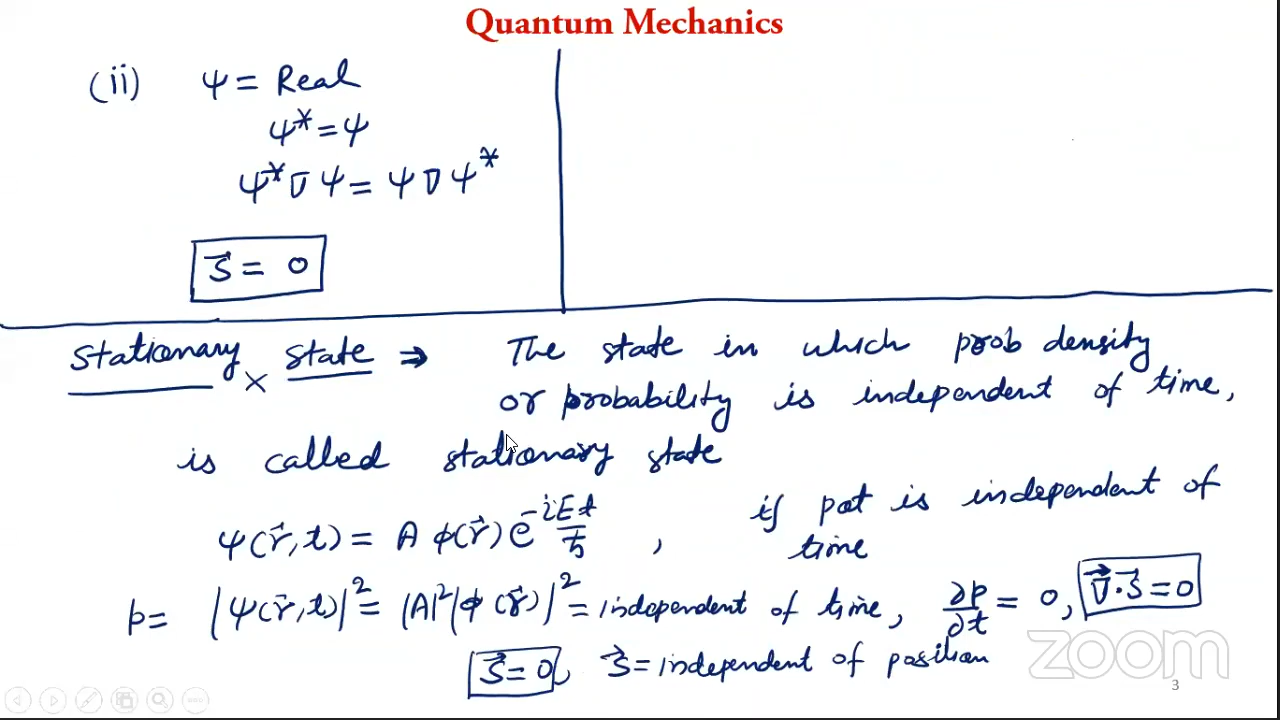 Quantum Mechanics
(ii) ψ = Real
ψ* = ψ
ψ* ∇ ψ = ψ ∇ ψ*
S⃗ = 0
Stationary × State ⇒ The state in which prob density
or probability is independent of time,
is called stationary state
ψ(r⃗,t) = A ϕ(r⃗) e^{-iEt/ħ} , if pot is independent of
time
p = |ψ(r⃗,t)|² = |A|²|ϕ(r⃗)|² = independent of time, ∂p/∂t = 0, ∇⃗·S⃗ = 0
S⃗ = 0, S⃗ = independent of position
zoom
3